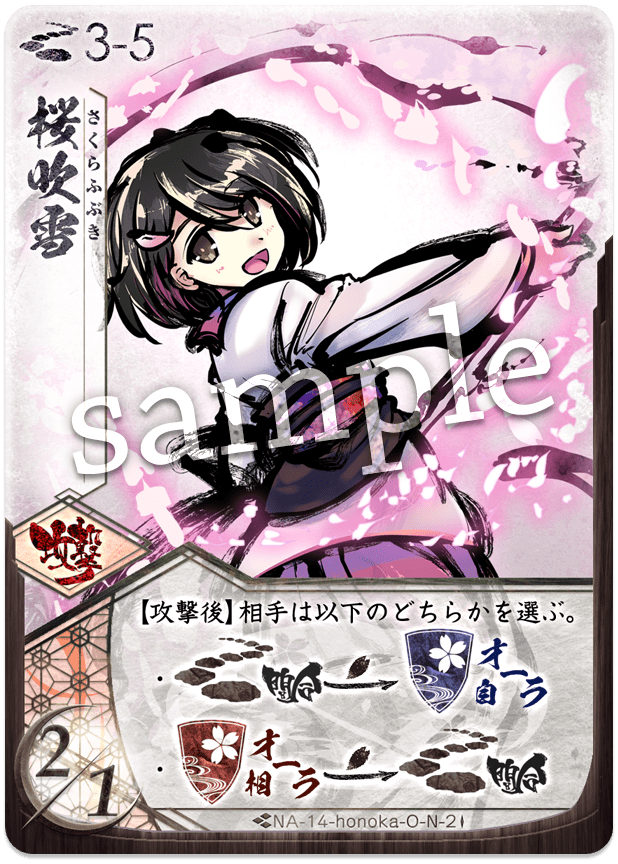 3-5
桜吹雪
さくらふぶき
sample
攻撃
【攻撃後】相手は以下のどちらかを選ぶ。
・間合 → 自オーラ
・相オーラ → 間合
2/1
NA-14-honoka-O-N-2